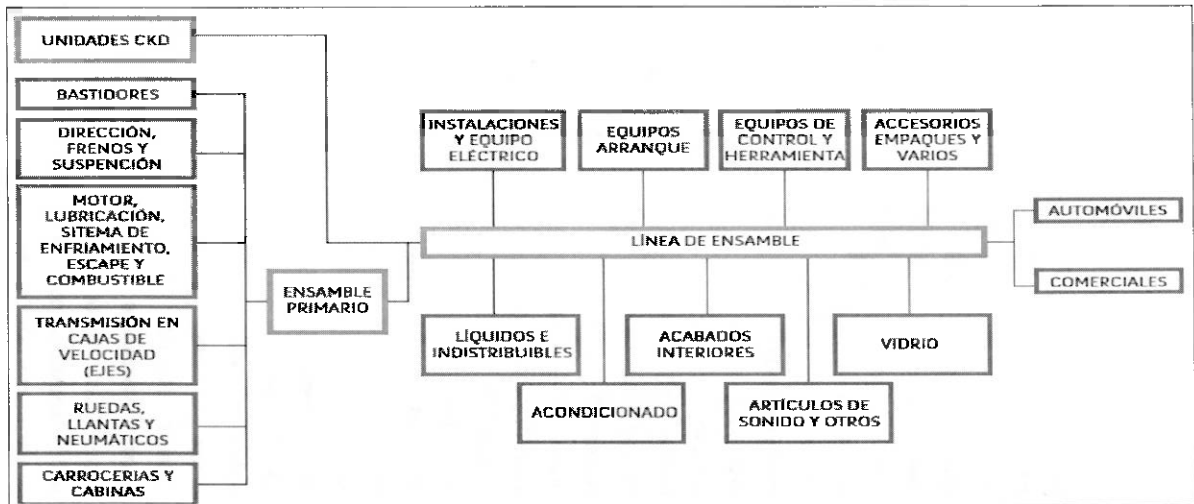 UNIDADES CKD
BASTIDORES
DIRECCIÓN,
FRENOS Y
SUSPENCIÓN
MOTOR,
LUBRICACIÓN,
SITEMA DE
ENFRIAMIENTO,
ESCAPE Y
COMBUSTIBLE
TRANSMISIÓN EN
CAJAS DE
VELOCIDAD
(EJES)
RUEDAS,
LLANTAS Y
NEUMÁTICOS
CARROCERIAS Y
CABINAS
ENSAMBLE
PRIMARIO
INSTALACIONES
Y EQUIPO
ELÉCTRICO
EQUIPOS
ARRANQUE
EQUIPOS DE
CONTROL Y
HERRAMIENTA
ACCESORIOS
EMPAQUES Y
VARIOS
LÍNEA DE ENSAMBLE
LÍQUIDOS E
INDISTRIBUIBLES
ACABADOS
INTERIORES
VIDRIO
ACONDICIONADO
ARTÍCULOS DE
SONIDO Y OTROS
AUTOMÓVILES
COMERCIALES